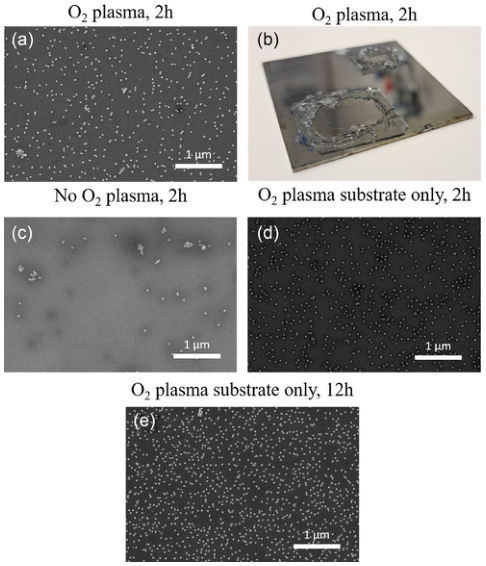 O₂ plasma, 2h
O₂ plasma, 2h
(a)
1 µm
(b)
No O₂ plasma, 2h
O₂ plasma substrate only, 2h
(c)
1 µm
(d)
1 µm
O₂ plasma substrate only, 12h
(e)
1 µm